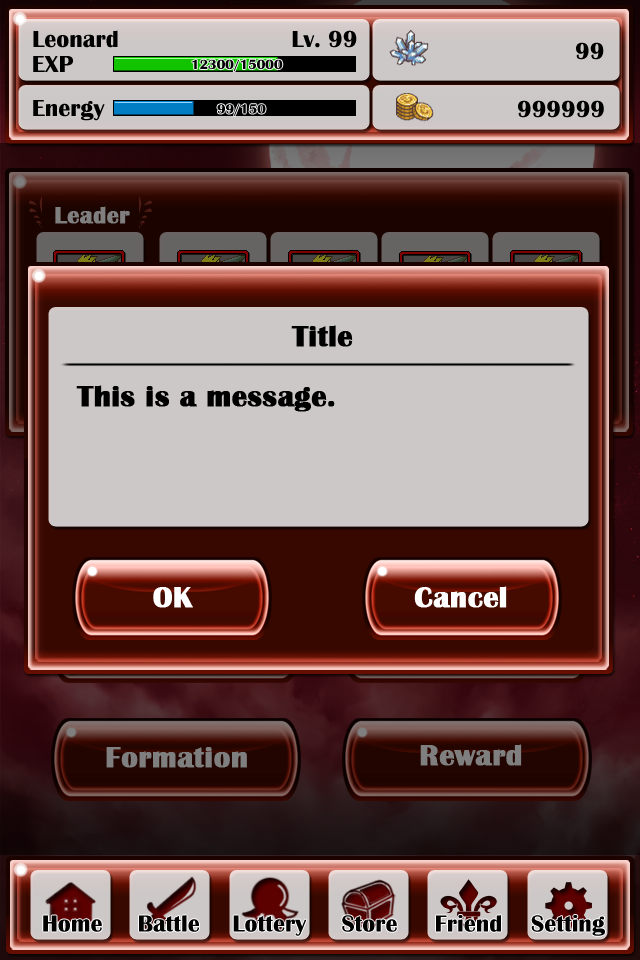 Leonard Lv. 99
EXP 12300/15000
99
Energy 99/150
999999
Leader
Title
This is a message.
OK Cancel
Formation Reward
Home Battle Lottery Store Friend Setting